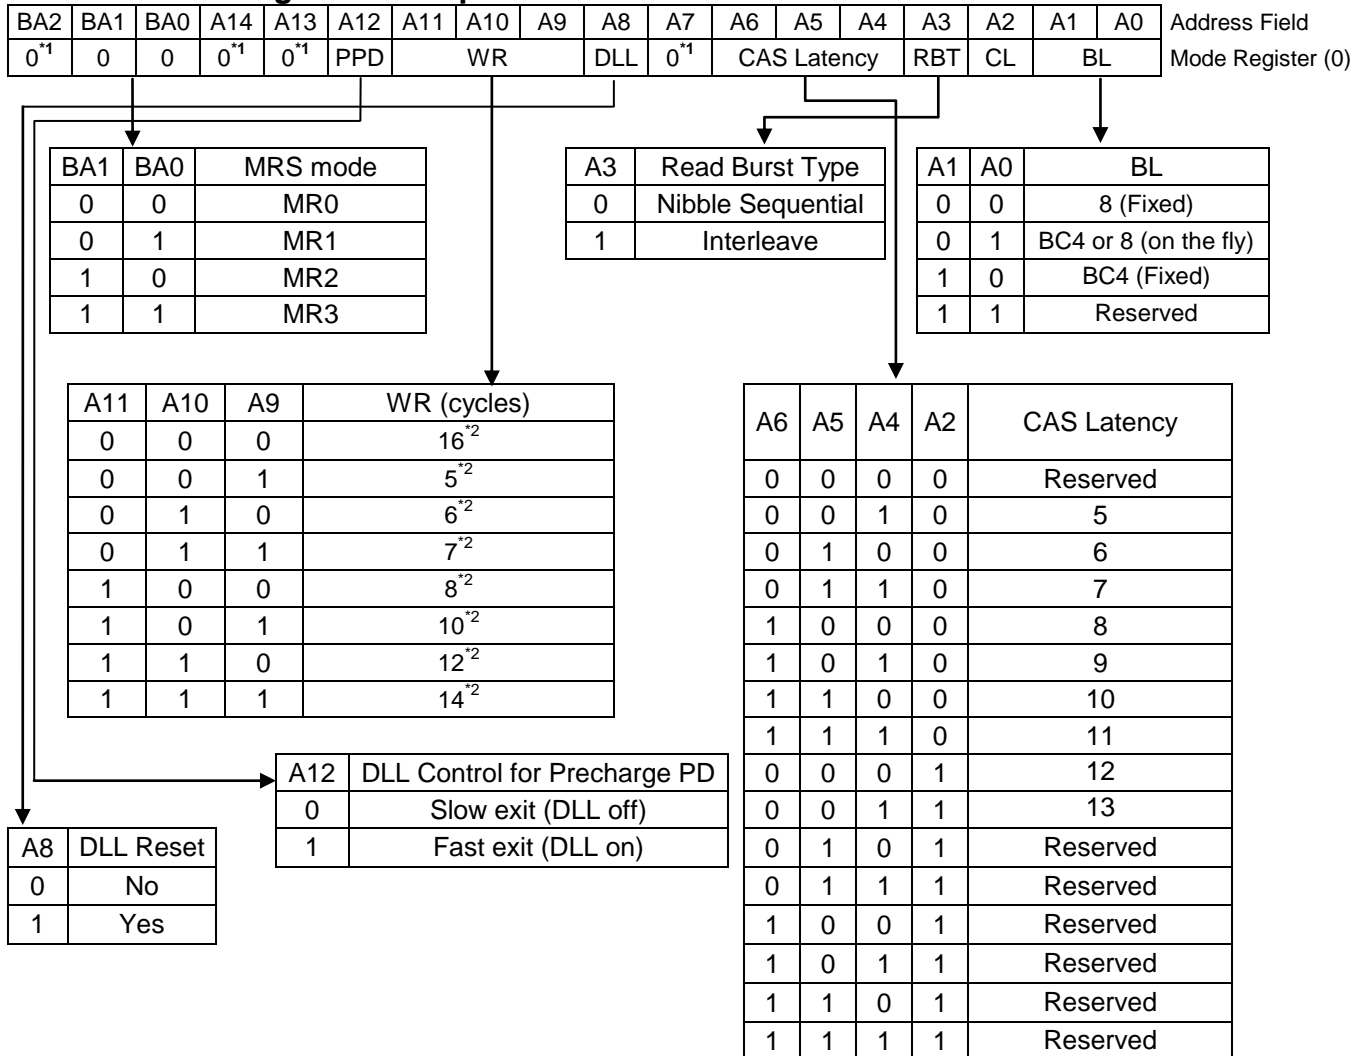 BA2 BA1 BA0 A14 A13 A12 A11 A10 A9 A8 A7 A6 A5 A4 A3 A2 A1 A0 Address Field
0*1 0 0 0*1 0*1 PPD WR DLL 0*1 CAS Latency RBT CL BL Mode Register (0)
BA1 BA0 MRS mode
0 0 MR0
0 1 MR1
1 0 MR2
1 1 MR3
A3 Read Burst Type
0 Nibble Sequential
1 Interleave
A1 A0 BL
0 0 8 (Fixed)
0 1 BC4 or 8 (on the fly)
1 0 BC4 (Fixed)
1 1 Reserved
A11 A10 A9 WR (cycles)
0 0 0 16*2
0 0 1 5*2
0 1 0 6*2
0 1 1 7*2
1 0 0 8*2
1 0 1 10*2
1 1 0 12*2
1 1 1 14*2
A6 A5 A4 A2 CAS Latency
0 0 0 0 Reserved
0 0 1 0 5
0 1 0 0 6
0 1 1 0 7
1 0 0 0 8
1 0 1 0 9
1 1 0 0 10
1 1 1 0 11
0 0 0 1 12
0 0 1 1 13
0 1 0 1 Reserved
0 1 1 1 Reserved
1 0 0 1 Reserved
1 0 1 1 Reserved
1 1 0 1 Reserved
1 1 1 1 Reserved
A12 DLL Control for Precharge PD
0 Slow exit (DLL off)
1 Fast exit (DLL on)
A8 DLL Reset
0 No
1 Yes